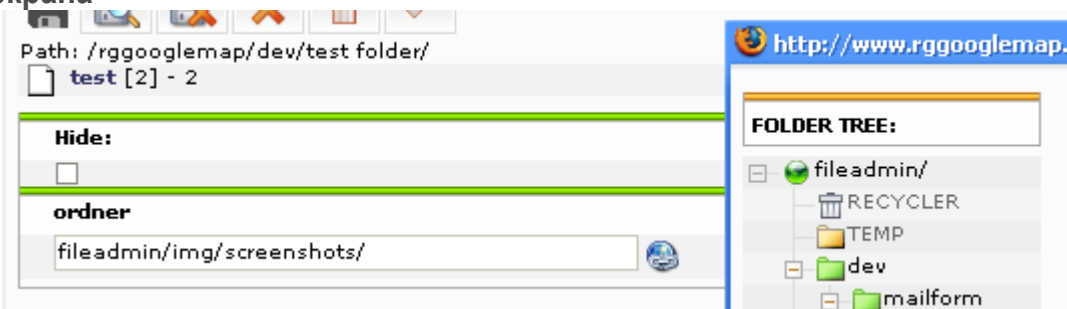 экрана
Path: /rggooglemap/dev/test folder/
test [2] - 2
Hide:
ordner
fileadmin/img/screenshots/
http://www.rggooglemap.
FOLDER TREE:
fileadmin/
RECYCLER
TEMP
dev
mailform